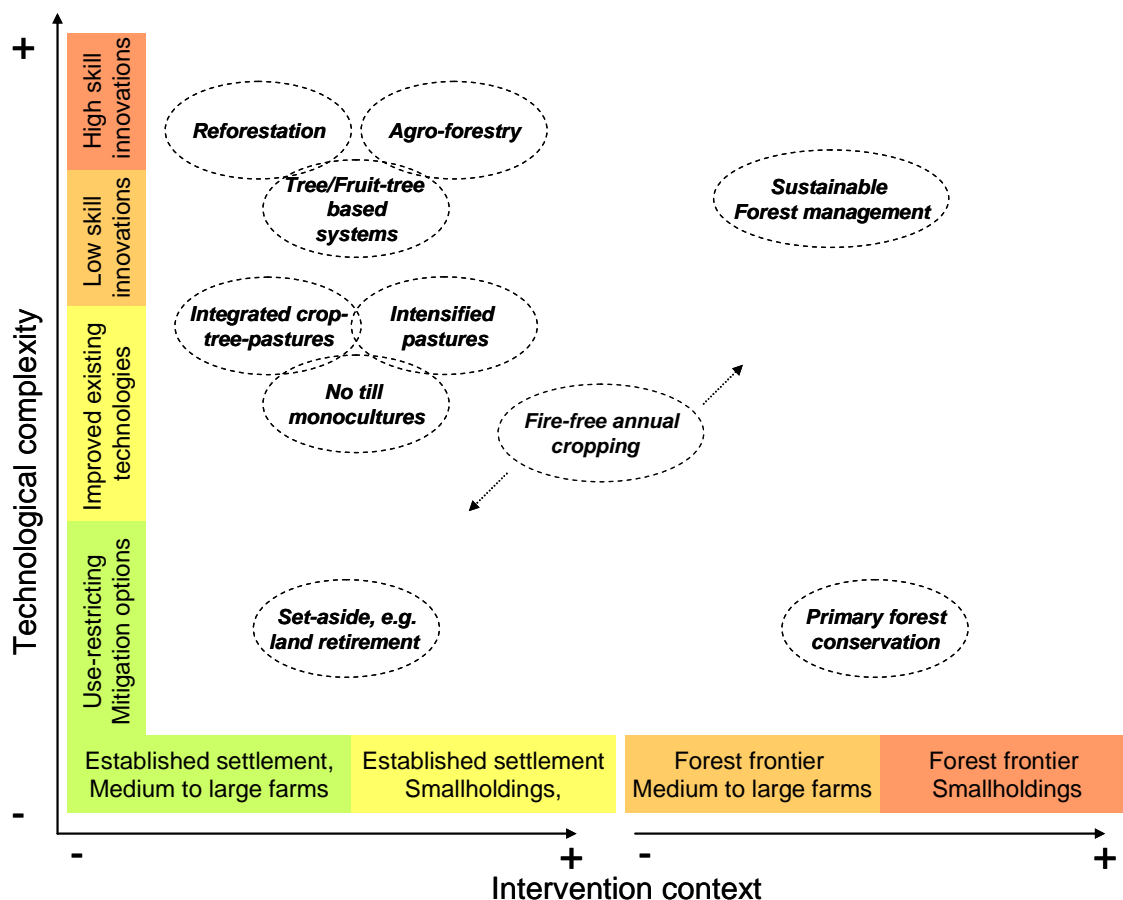 +
High skill
innovations
Low skill
innovations
Improved existing
technologies
Use-restricting
Mitigation options
Technological complexity
-
Reforestation
Agro-forestry
Tree/Fruit-tree
based
systems
Sustainable
Forest management
Integrated crop-
tree-pastures
Intensified
pastures
No till
monocultures
Fire-free annual
cropping
Set-aside, e.g.
land retirement
Primary forest
conservation
Established settlement,
Medium to large farms
Established settlement
Smallholdings,
Forest frontier
Medium to large farms
Forest frontier
Smallholdings
-
+
-
+
Intervention context